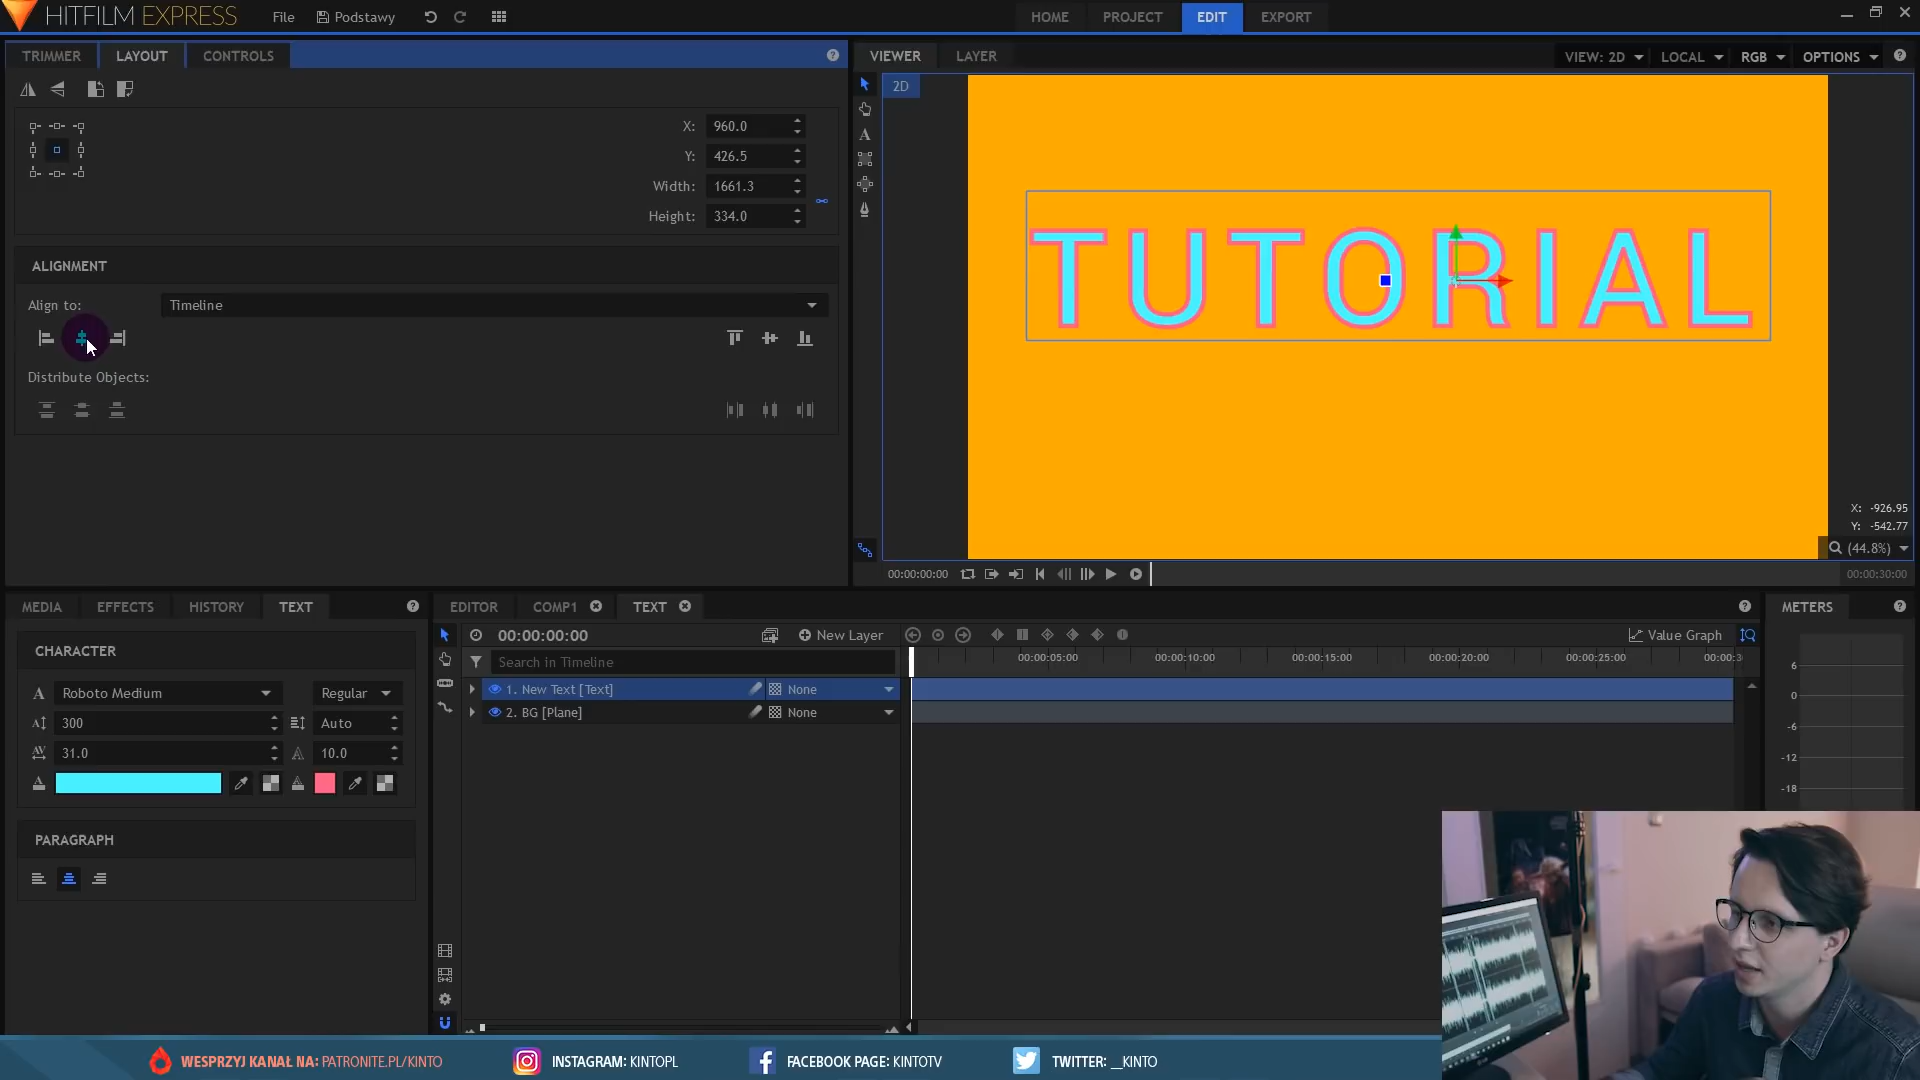 HITFILM EXPRESS
File
Podstawy
HOME
PROJECT
EDIT
EXPORT
TRIMMER
LAYOUT
CONTROLS
VIEWER
LAYER
VIEW: 2D
LOCAL
RGB
OPTIONS
2D
X: 960.0
Y: 426.5
Width: 1661.3
Height: 334.0
ALIGNMENT
Align to: Timeline
Distribute Objects:
TUTORIAL
X: -926.95
Y: -542.77
(44.8%)
00:00:00:00
00:00:30:00
MEDIA
EFFECTS
HISTORY
TEXT
CHARACTER
Roboto Medium
Regular
300
Auto
31.0
10.0
PARAGRAPH
EDITOR
COMP1
TEXT
00:00:00:00
New Layer
Value Graph
Search in Timeline
00:00:05:00
00:00:10:00
00:00:15:00
00:00:20:00
00:00:25:00
00:00:3
1. New Text [Text]
None
2. BG [Plane]
None
METERS
6
0
-6
-12
-18
WESPRZYJ KANAŁ NA: PATRONITE.PL/KINTO
INSTAGRAM: KINTOPL
FACEBOOK PAGE: KINTOTV
TWITTER: __KINTO